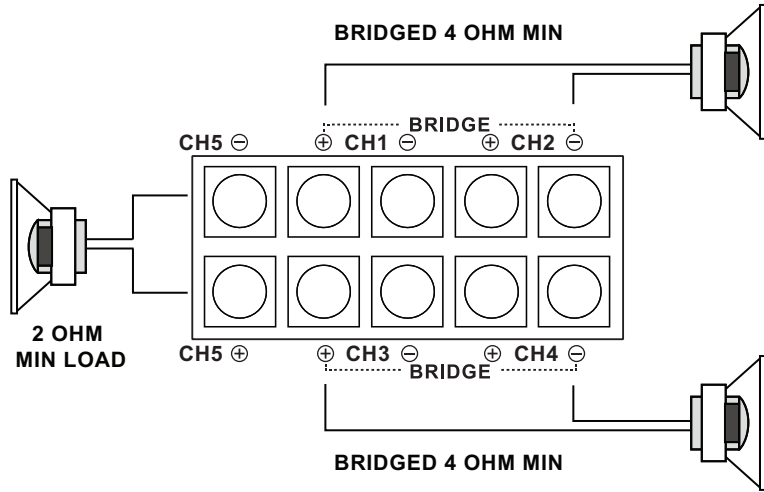 BRIDGED 4 OHM MIN
BRIDGE
CH5 ⊖ ⊕ CH1 ⊖ ⊕ CH2 ⊖
2 OHM
MIN LOAD
CH5 ⊕ ⊕ CH3 ⊖ ⊕ CH4 ⊖
BRIDGE
BRIDGED 4 OHM MIN